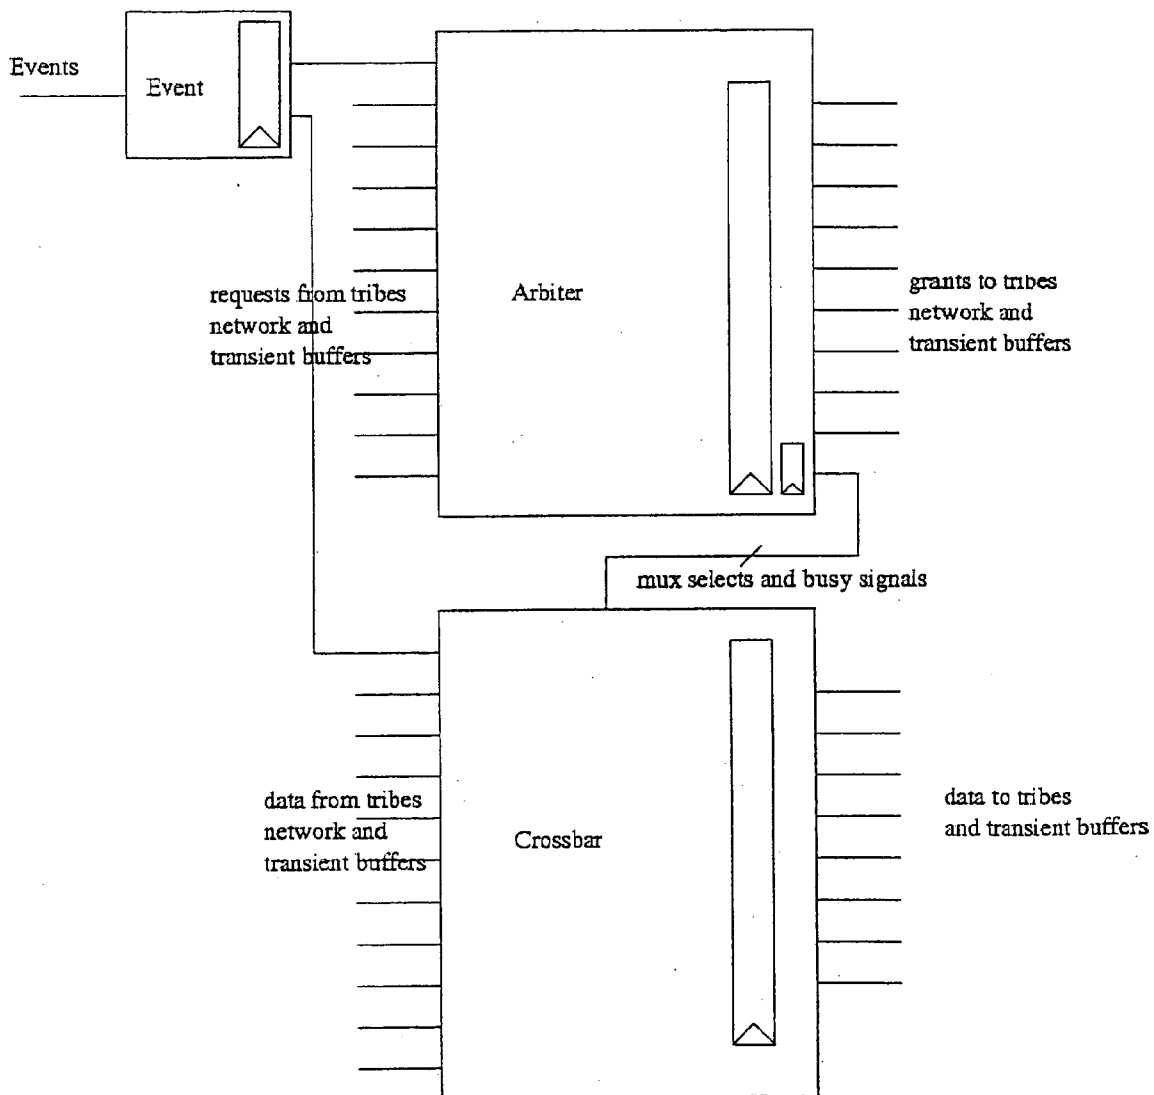 Events
Event
requests from tribes
network and
transient buffers
Arbiter
grants to tribes
network and
transient buffers
mux selects and busy signals
data from tribes
network and
transient buffers
Crossbar
data to tribes
and transient buffers